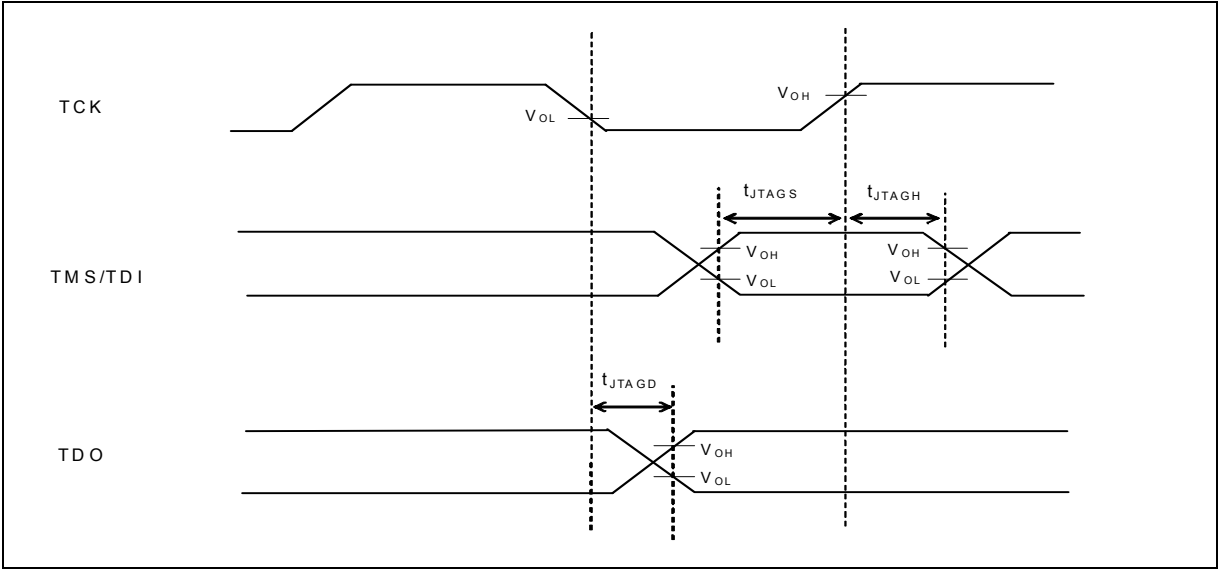 TCK
VOL
VOH
tJTAGS
tJTAGH
TMS/TDI
VOH
VOL
VOH
VOL
tJTAGD
TDO
VOH
VOL